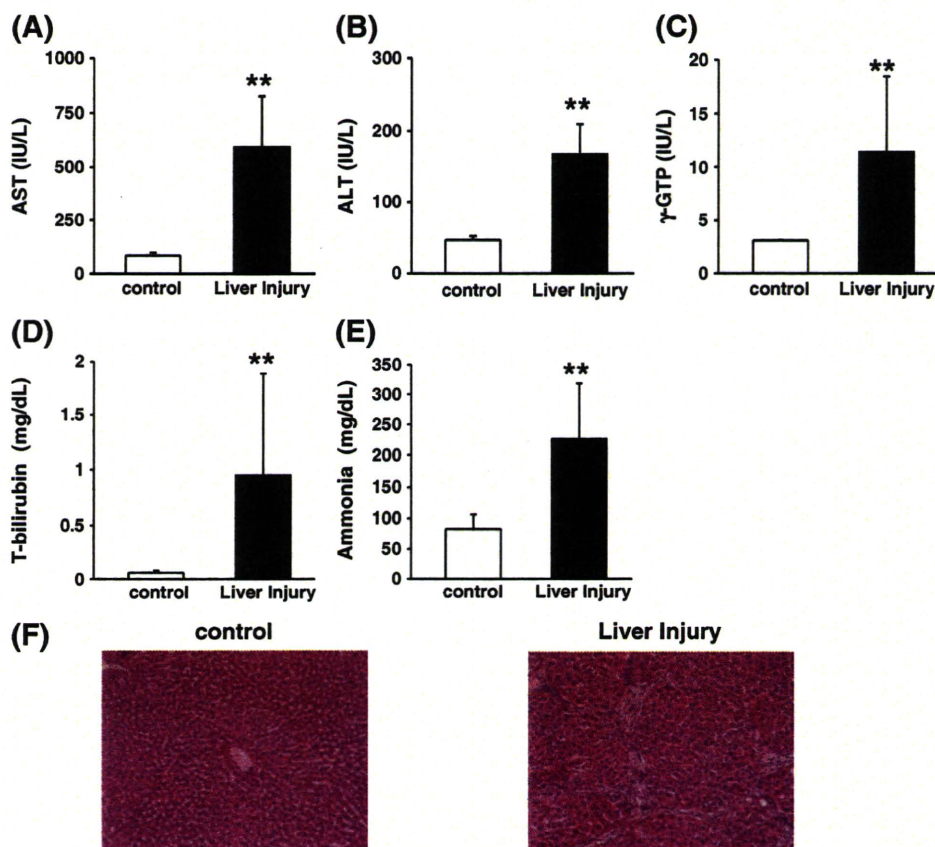 (A)
AST (IU/L)
1000
750
500
250
0
**
control
Liver Injury
(B)
ALT (IU/L)
300
200
100
0
**
control
Liver Injury
(C)
γ-GTP (IU/L)
20
15
10
5
0
**
control
Liver Injury
(D)
T-bilirubin (mg/dL)
2
1.5
1
0.5
0
**
control
Liver Injury
(E)
Ammonia (mg/dL)
350
300
250
200
150
100
50
0
**
control
Liver Injury
(F)
control
Liver Injury